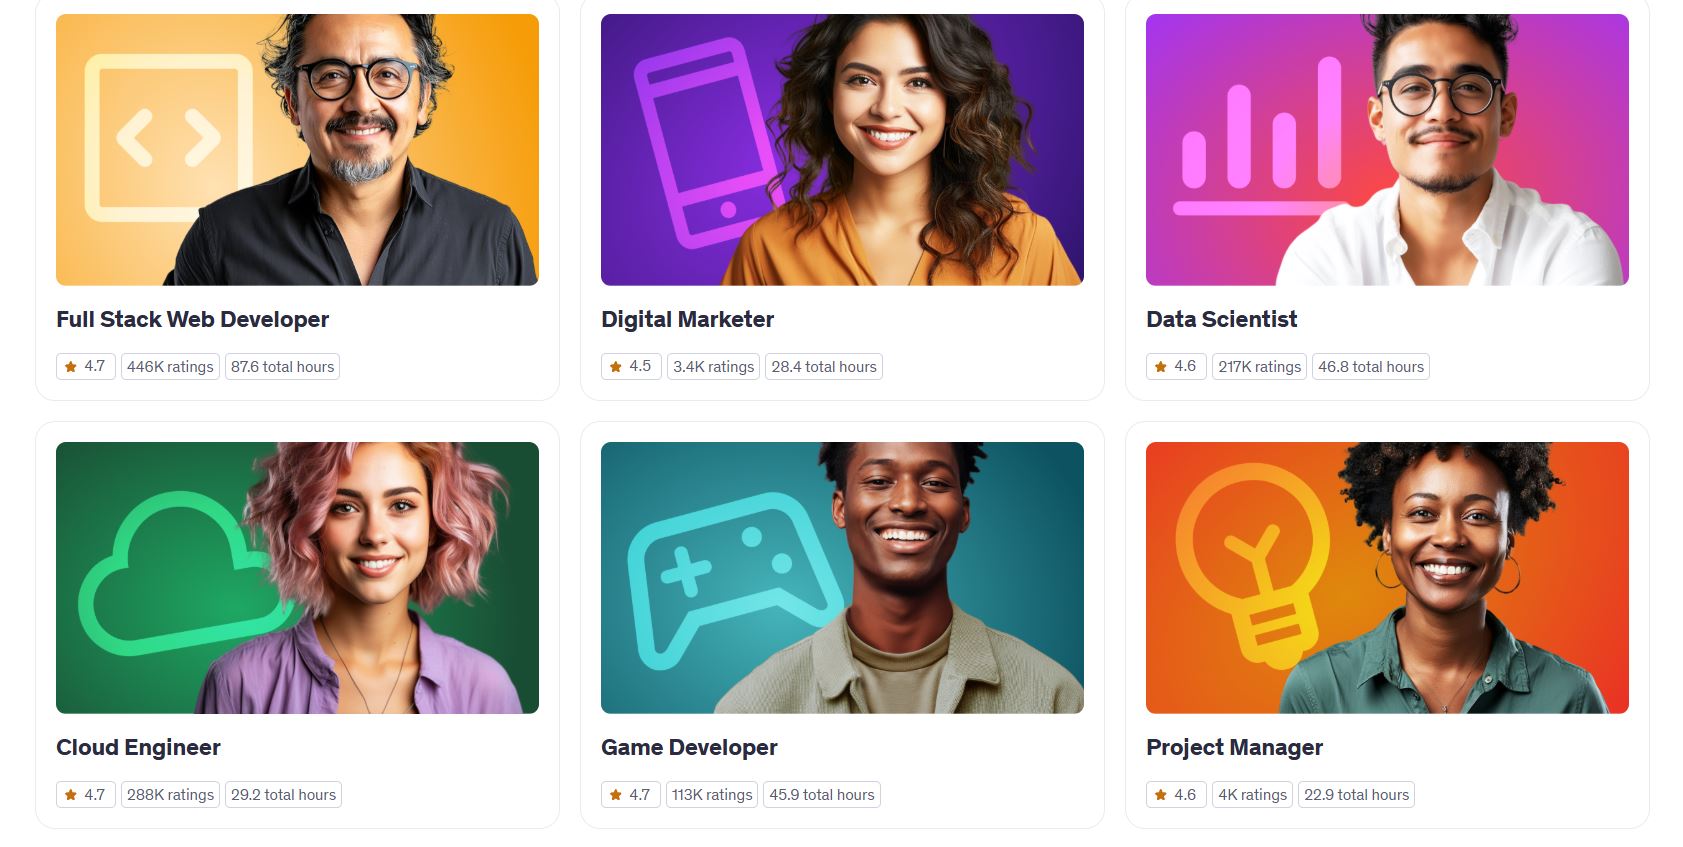 Full Stack Web Developer
4.7 446K ratings 87.6 total hours
Digital Marketer
4.5 3.4K ratings 28.4 total hours
Data Scientist
4.6 217K ratings 46.8 total hours
Cloud Engineer
4.7 288K ratings 29.2 total hours
Game Developer
4.7 113K ratings 45.9 total hours
Project Manager
4.6 4K ratings 22.9 total hours